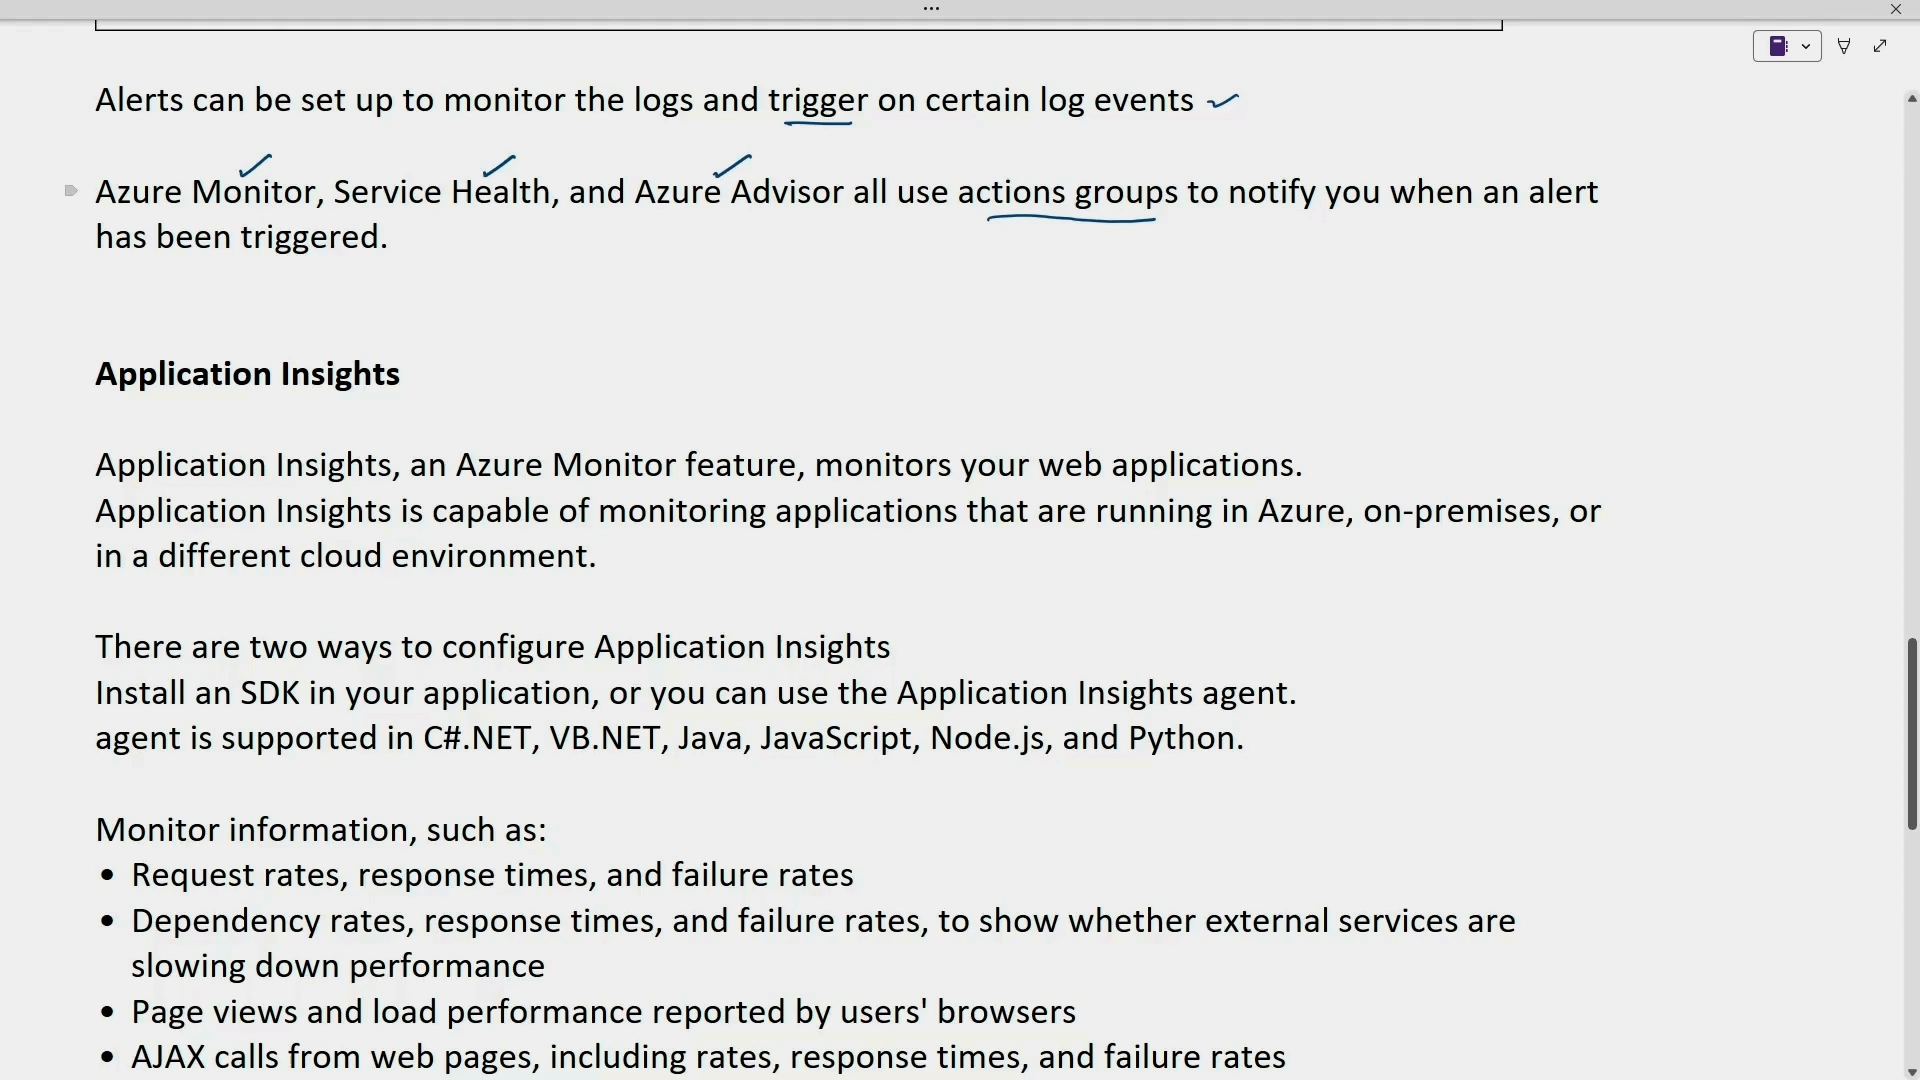 Alerts can be set up to monitor the logs and trigger on certain log events
Azure Monitor, Service Health, and Azure Advisor all use actions groups to notify you when an alert
has been triggered.
Application Insights
Application Insights, an Azure Monitor feature, monitors your web applications.
Application Insights is capable of monitoring applications that are running in Azure, on-premises, or
in a different cloud environment.
There are two ways to configure Application Insights
Install an SDK in your application, or you can use the Application Insights agent.
agent is supported in C#.NET, VB.NET, Java, JavaScript, Node.js, and Python.
Monitor information, such as:
• Request rates, response times, and failure rates
• Dependency rates, response times, and failure rates, to show whether external services are
slowing down performance
• Page views and load performance reported by users' browsers
• AJAX calls from web pages, including rates, response times, and failure rates